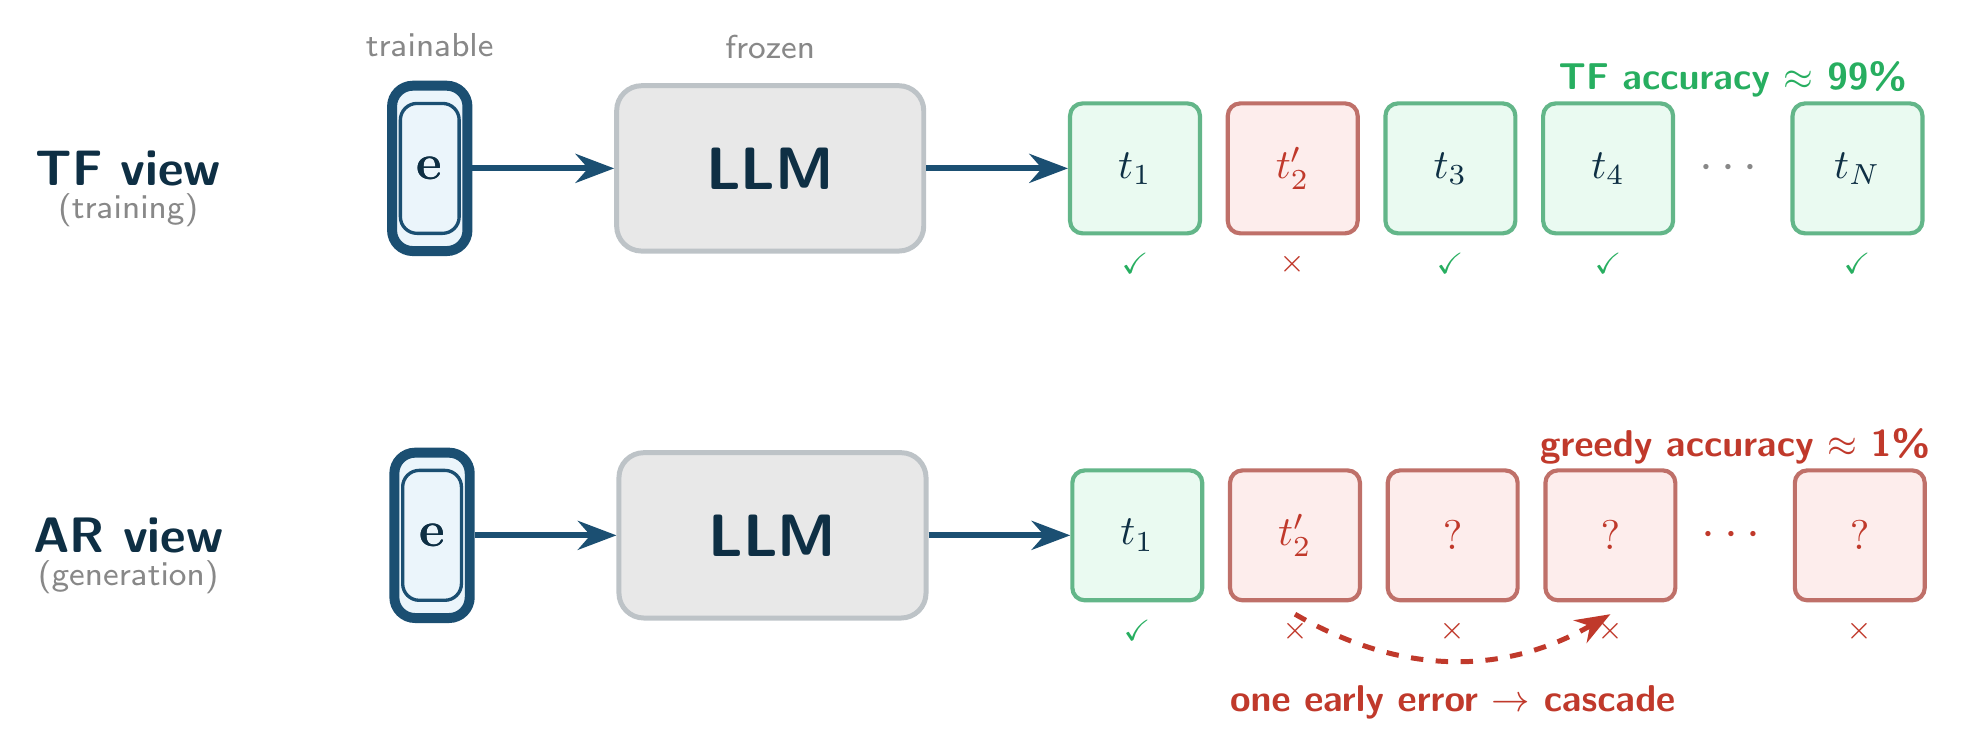 trainable
frozen
TF accuracy ≈ 99%
TF view
(training)
e
LLM
t₁ t′₂ t₃ t₄ ··· t_N
✓ × ✓ ✓ ✓
greedy accuracy ≈ 1%
AR view
(generation)
e
LLM
t₁ t′₂ ? ? ··· ?
✓ × × × ×
one early error → cascade